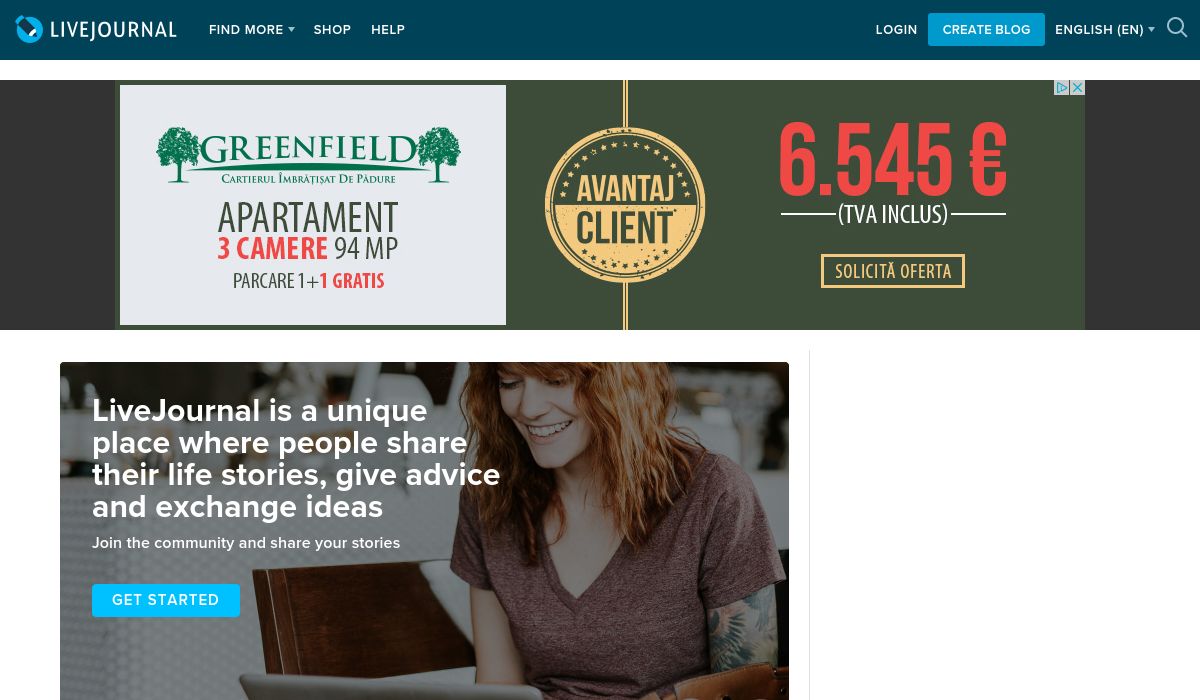 LIVEJOURNAL
FIND MORE
SHOP
HELP
LOGIN
CREATE BLOG
ENGLISH (EN)
GREENFIELD
CARTIERUL ÎMBRĂȚIȘAT DE PĂDURE
APARTAMENT
3 CAMERE 94 MP
PARCARE 1+1 GRATIS
AVANTAJ
CLIENT
6.545 €
(TVA INCLUS)
SOLICITĂ OFERTA
LiveJournal is a unique
place where people share
their life stories, give advice
and exchange ideas
Join the community and share your stories
GET STARTED